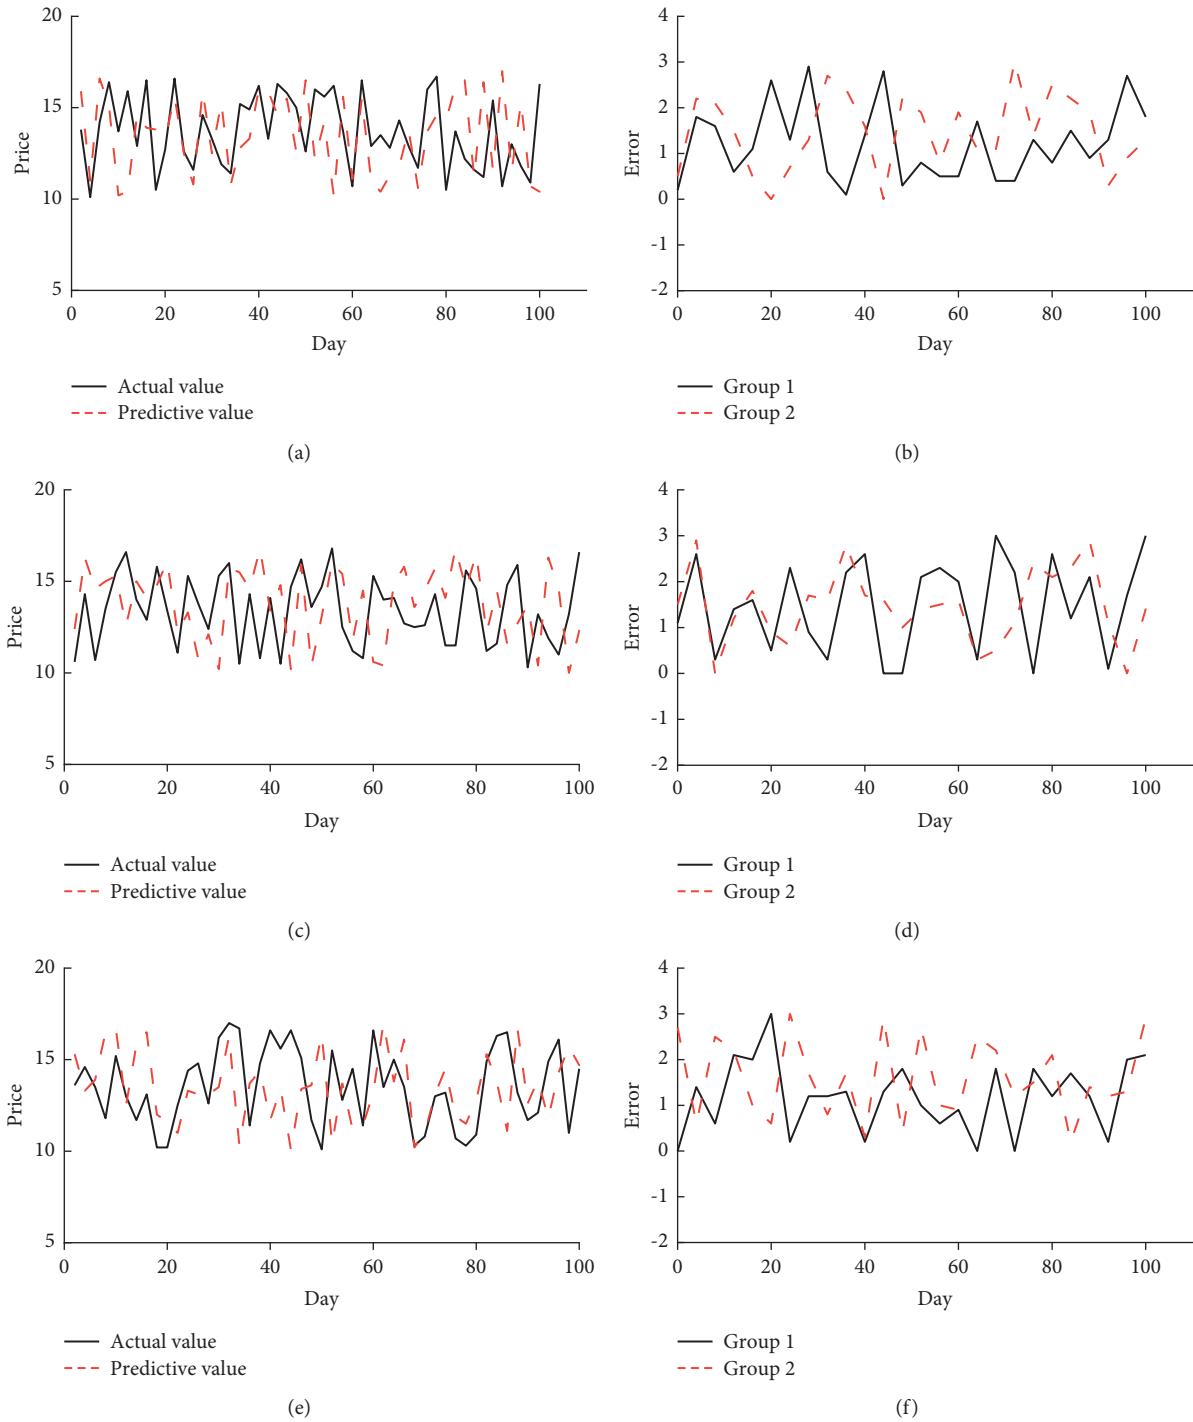 20
15
10
5
Price
0 20 40 60 80 100
Day
Actual value
Predictive value
(a)
4
3
2
1
0
-1
-2
Error
0 20 40 60 80 100
Day
Group 1
Group 2
(b)
20
15
10
5
Price
0 20 40 60 80 100
Day
Actual value
Predictive value
(c)
4
3
2
1
0
-1
-2
Error
0 20 40 60 80 100
Day
Group 1
Group 2
(d)
20
15
10
5
Price
0 20 40 60 80 100
Day
Actual value
Predictive value
(e)
4
3
2
1
0
-1
-2
Error
0 20 40 60 80 100
Day
Group 1
Group 2
(f)